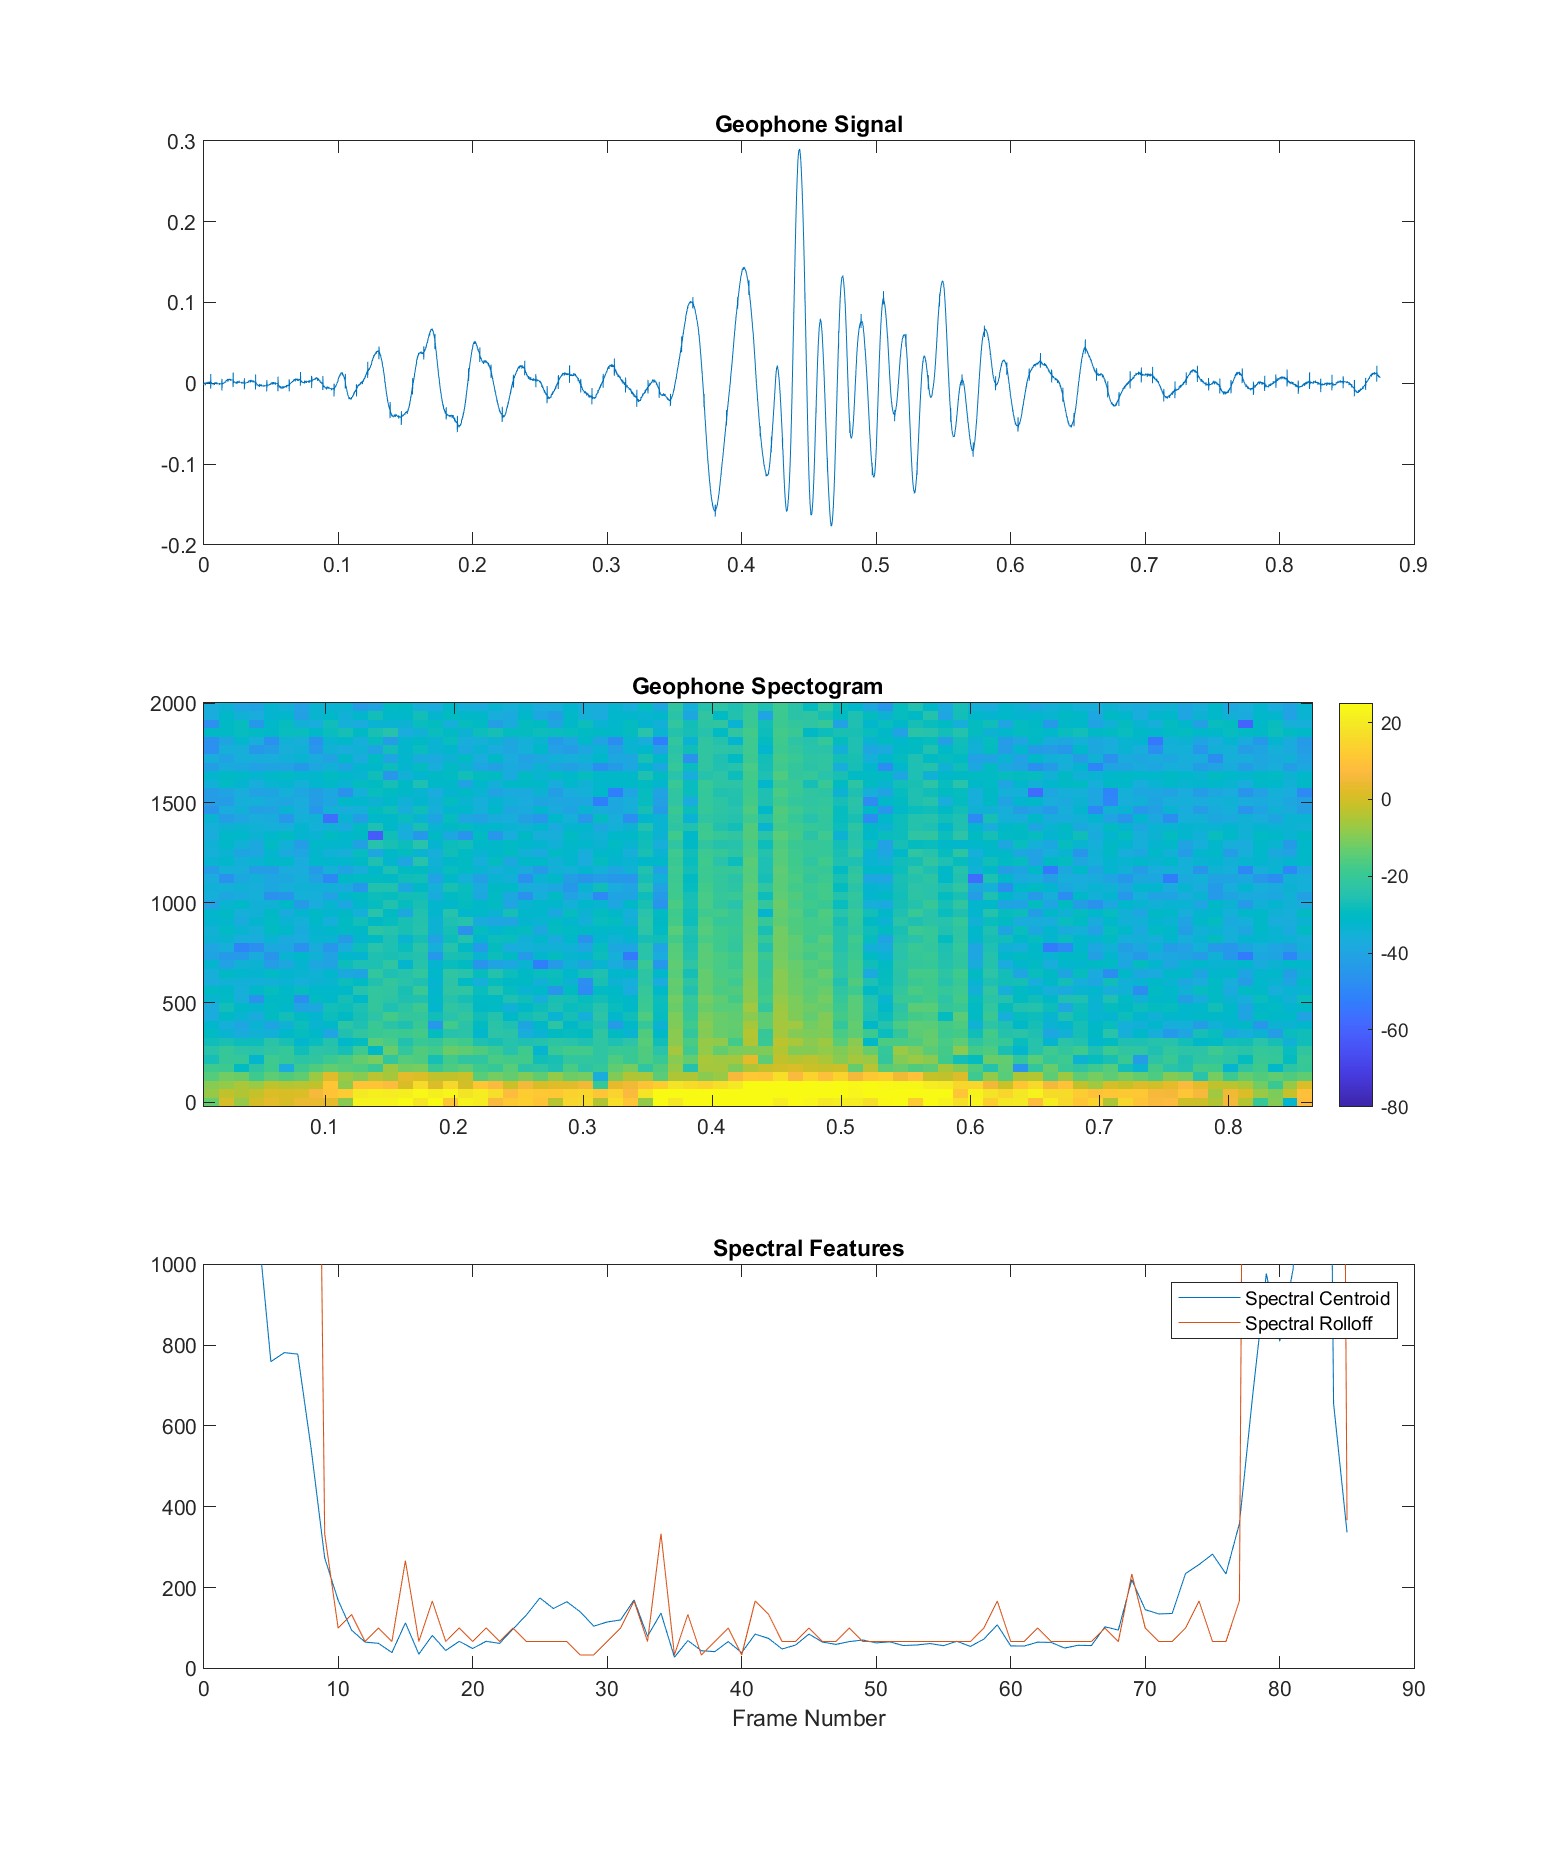 Geophone Signal
0.3
0.2
0.1
0
-0.1
-0.2
0 0.1 0.2 0.3 0.4 0.5 0.6 0.7 0.8 0.9
Geophone Spectogram
2000
1500
1000
500
0
0.1 0.2 0.3 0.4 0.5 0.6 0.7 0.8
20
0
-20
-40
-60
-80
Spectral Features
1000
800
600
400
200
0
Spectral Centroid
Spectral Rolloff
0 10 20 30 40 50 60 70 80 90
Frame Number